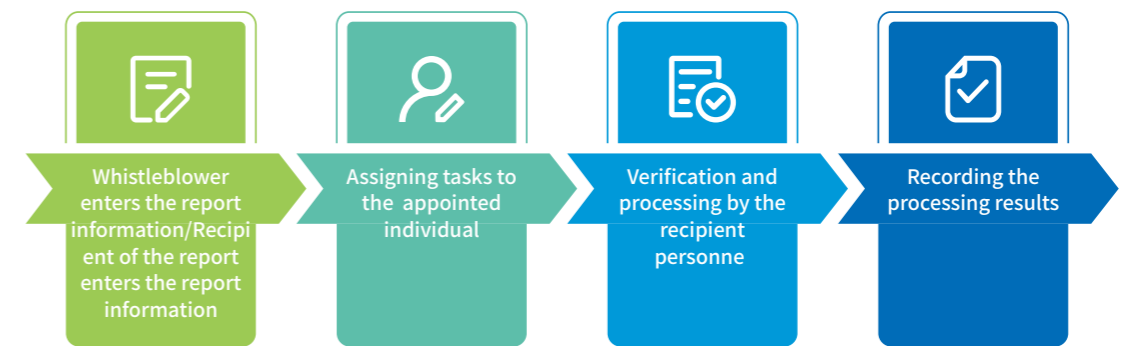 Whistleblower
enters the report
information/Recipi
ent of the report
enters the report
information
Assigning tasks to
the appointed
individual
Verification and
processing by the
recipient
personne
Recording the
processing results